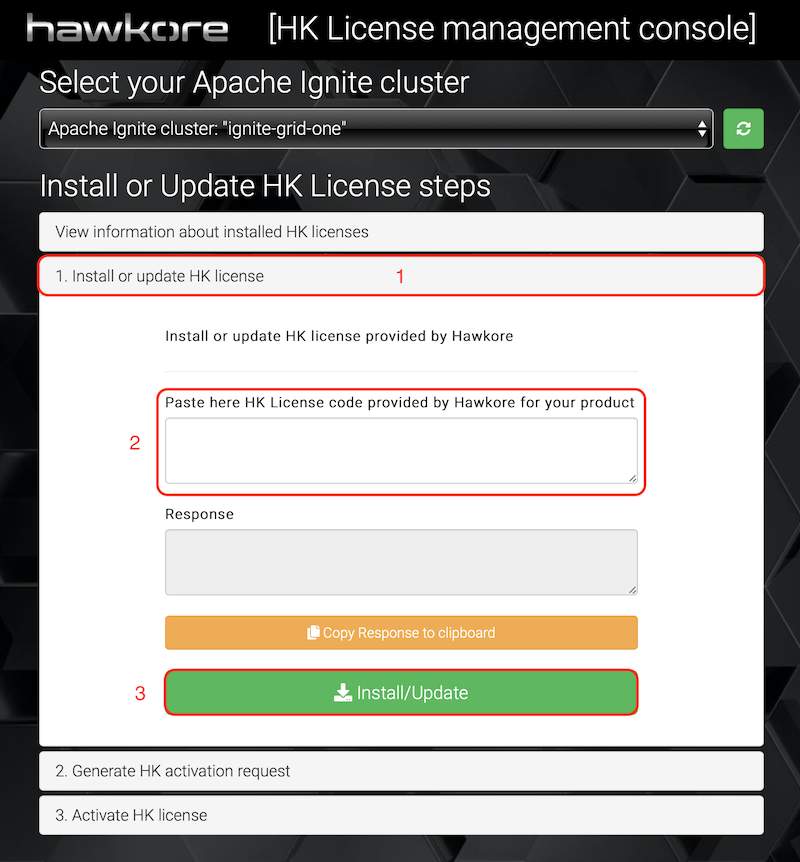 hawkore [HK License management console]
Select your Apache Ignite cluster
Apache Ignite cluster: "ignite-grid-one"
Install or Update HK License steps
View information about installed HK licenses
1. Install or update HK license 1
Install or update HK license provided by Hawkore
Paste here HK License code provided by Hawkore for your product
2
Response
Copy Response to clipboard
3 Install/Update
2. Generate HK activation request
3. Activate HK license